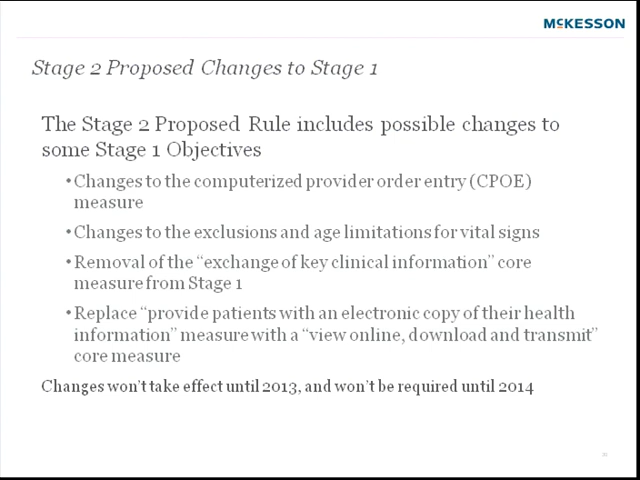 McKESSON
Stage 2 Proposed Changes to Stage 1
The Stage 2 Proposed Rule includes possible changes to
some Stage 1 Objectives
•Changes to the computerized provider order entry (CPOE)
measure
•Changes to the exclusions and age limitations for vital signs
•Removal of the “exchange of key clinical information” core
measure from Stage 1
•Replace “provide patients with an electronic copy of their health
information” measure with a “view online, download and transmit”
core measure
Changes won’t take effect until 2013, and won’t be required until 2014